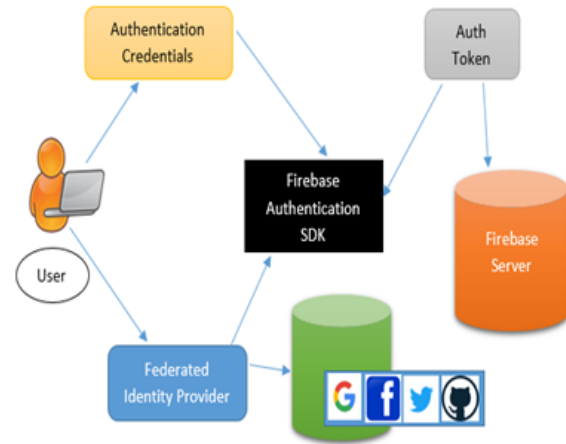 Authentication
Credentials
Auth
Token
Firebase
Authentication
SDK
Firebase
Server
User
Federated
Identity Provider